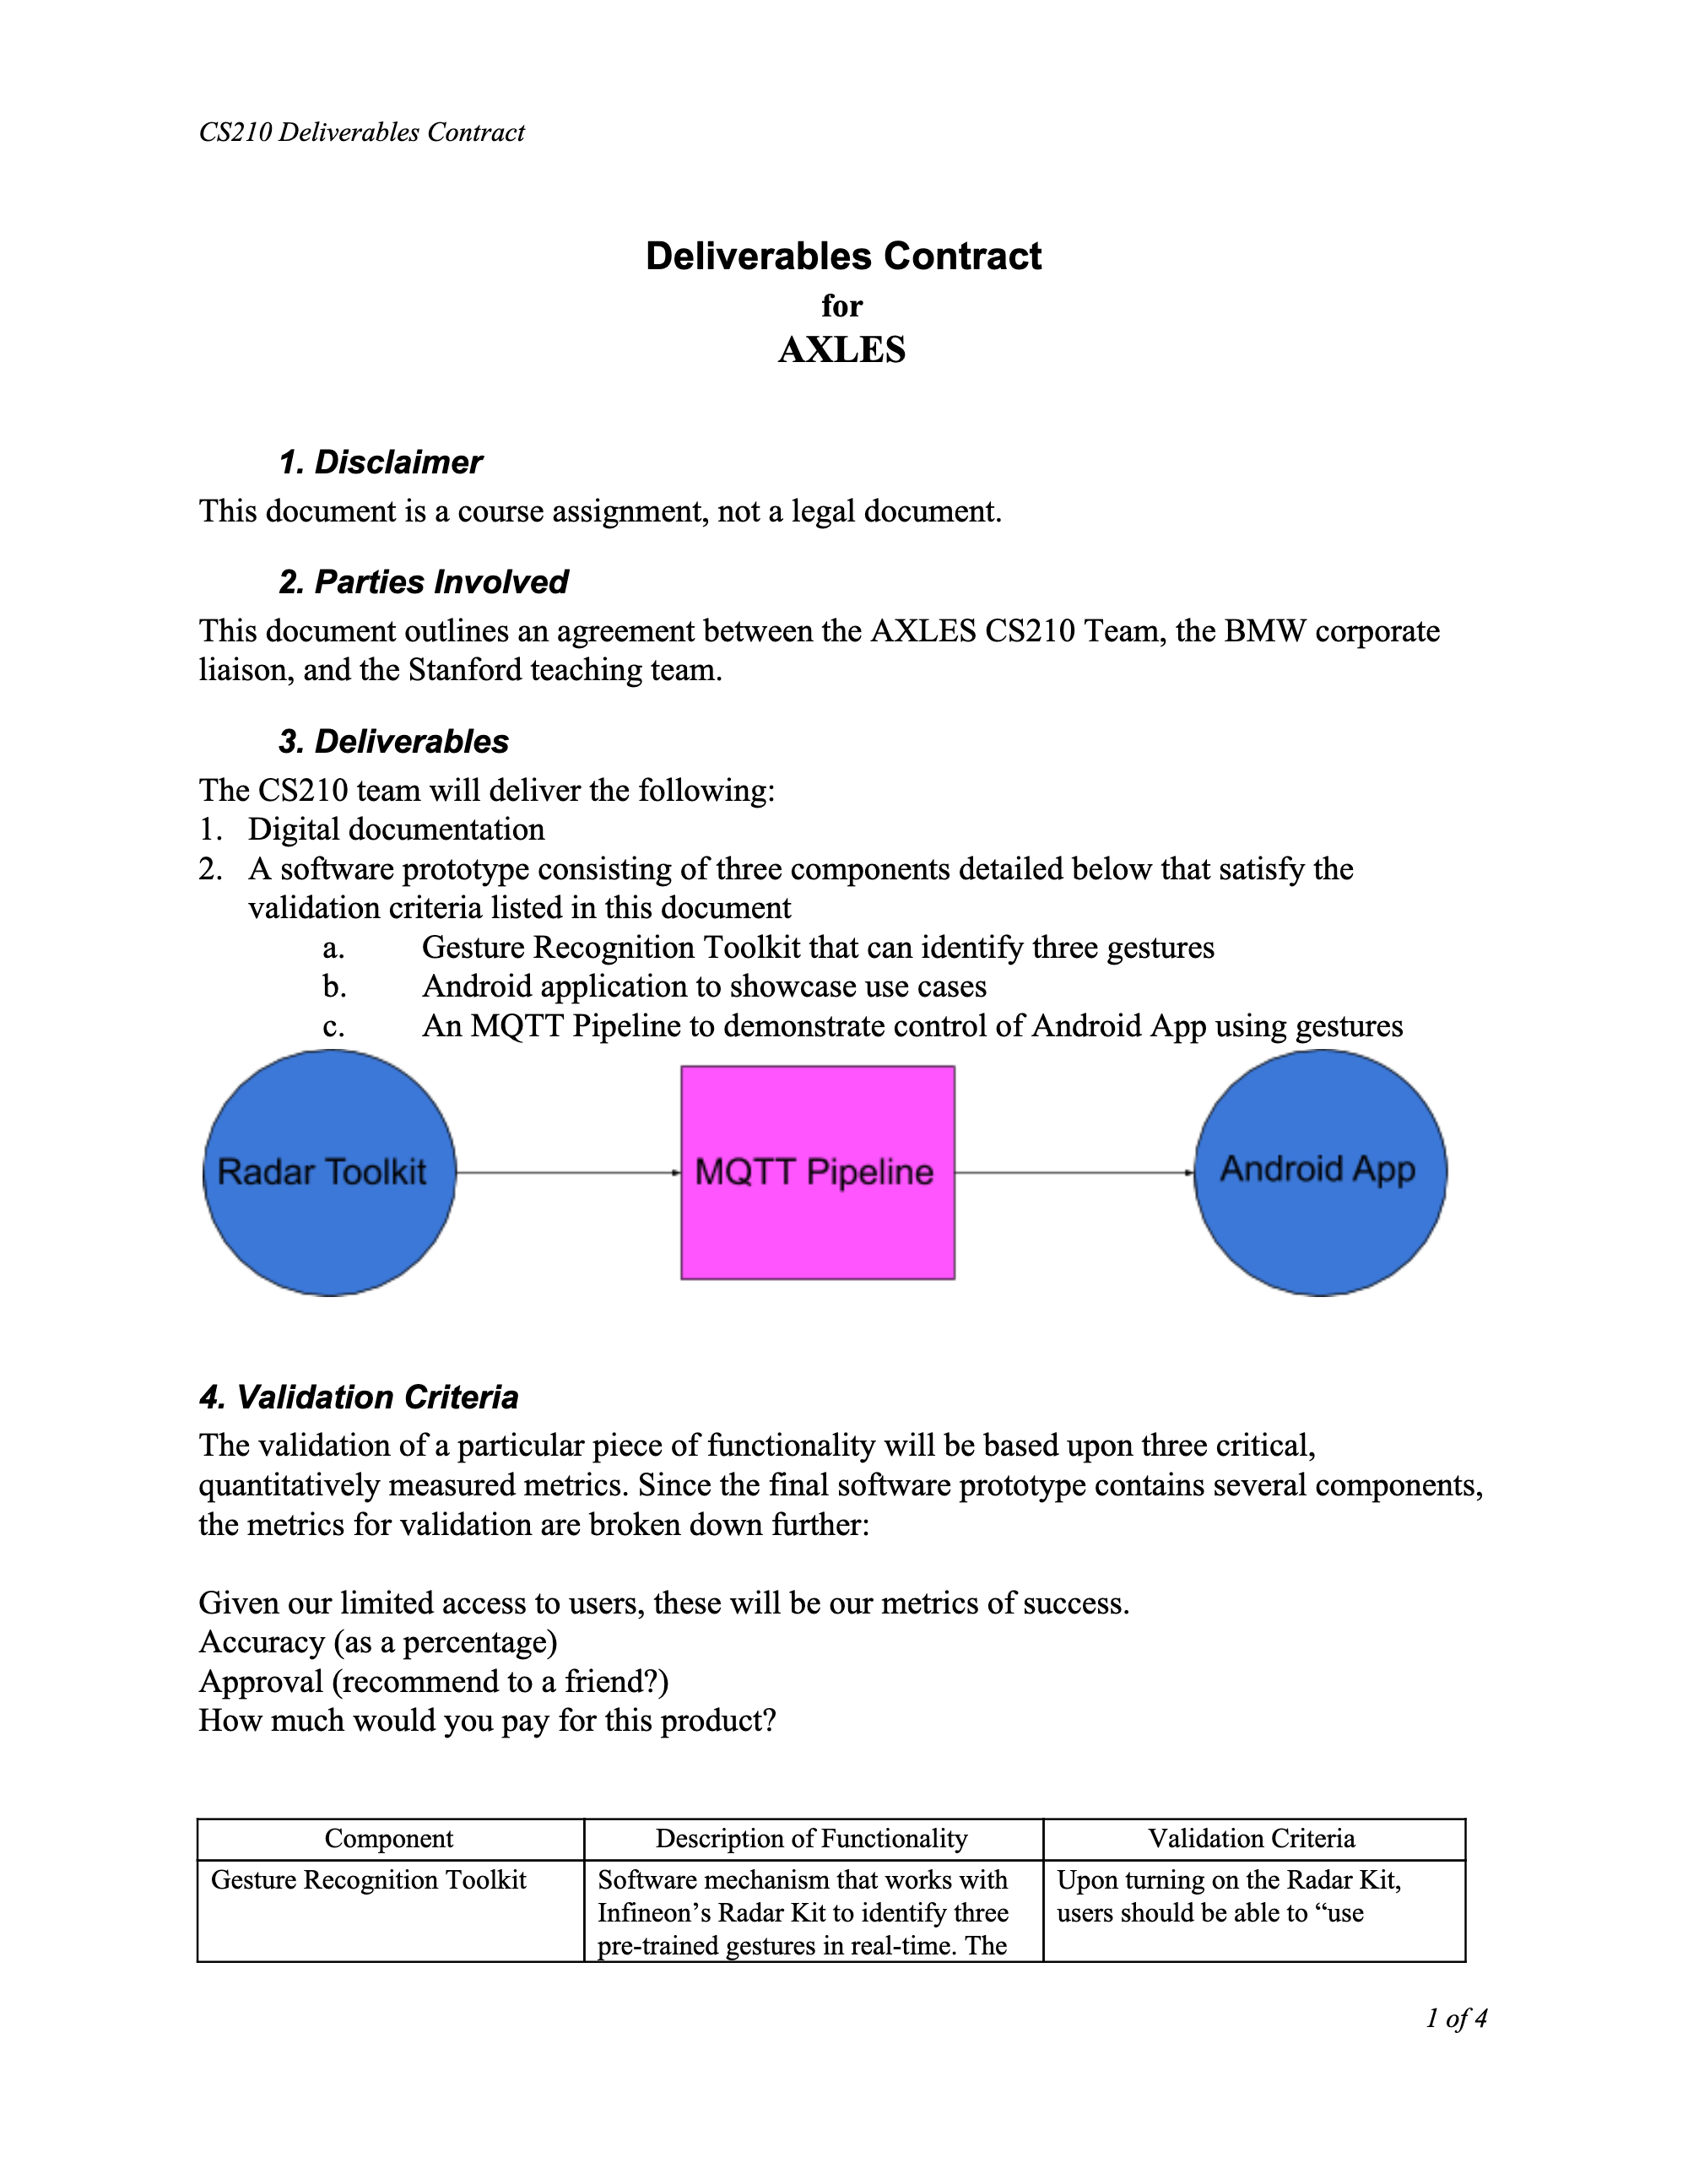 CS210 Deliverables Contract
Deliverables Contract
for
AXLES
1. Disclaimer
This document is a course assignment, not a legal document.
2. Parties Involved
This document outlines an agreement between the AXLES CS210 Team, the BMW corporate
liaison, and the Stanford teaching team.
3. Deliverables
The CS210 team will deliver the following:
1. Digital documentation
2. A software prototype consisting of three components detailed below that satisfy the
validation criteria listed in this document
a. Gesture Recognition Toolkit that can identify three gestures
b. Android application to showcase use cases
c. An MQTT Pipeline to demonstrate control of Android App using gestures
Radar Toolkit
MQTT Pipeline
Android App
4. Validation Criteria
The validation of a particular piece of functionality will be based upon three critical,
quantitatively measured metrics. Since the final software prototype contains several components,
the metrics for validation are broken down further:
Given our limited access to users, these will be our metrics of success.
Accuracy (as a percentage)
Approval (recommend to a friend?)
How much would you pay for this product?
Component
Description of Functionality
Validation Criteria
Gesture Recognition Toolkit
Software mechanism that works with
Infineon’s Radar Kit to identify three
pre-trained gestures in real-time. The
Upon turning on the Radar Kit,
users should be able to “use
1 of 4